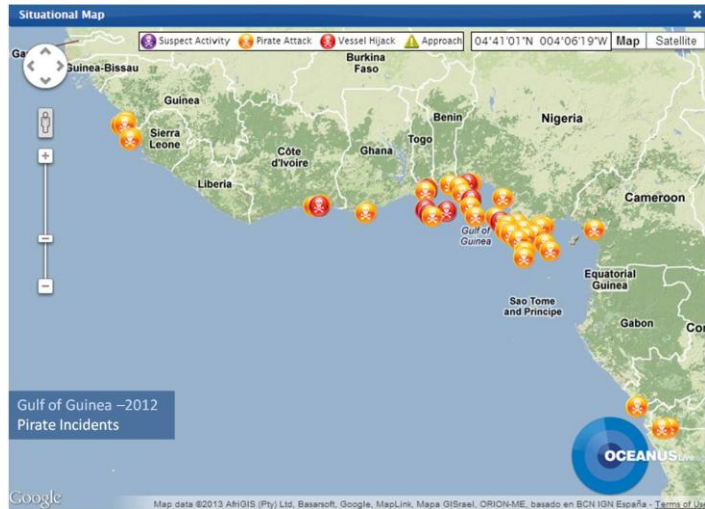 Situational Map
Suspect Activity
Pirate Attack
Vessel Hijack
Approach
04°41'01"N 004°06'19"W
Map
Satellite
Burkina
Faso
Guinea-Bissau
Guinea
Benin
Nigeria
Sierra
Leone
Togo
Côte
d'Ivoire
Ghana
Liberia
Cameroon
Gulf of
Guinea
Equatorial
Guinea
Sao Tome
and Principe
Gabon
Gulf of Guinea –2012
Pirate Incidents
OCEANUS
Google
Map data ©2013 AfriGIS (Pty) Ltd, Basarsoft, Google, MapLink, Mapa GISrael, ORION-ME, basado en BCN IGN España - Terms of Use